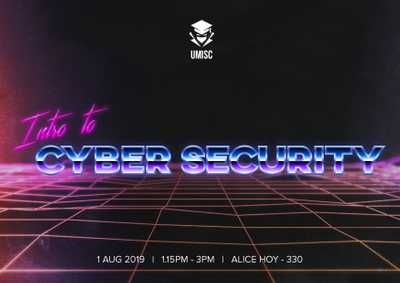 UMISC
Intro to
CYBER SECURITY
1 AUG 2019 | 1.15PM - 3PM | ALICE HOY - 330